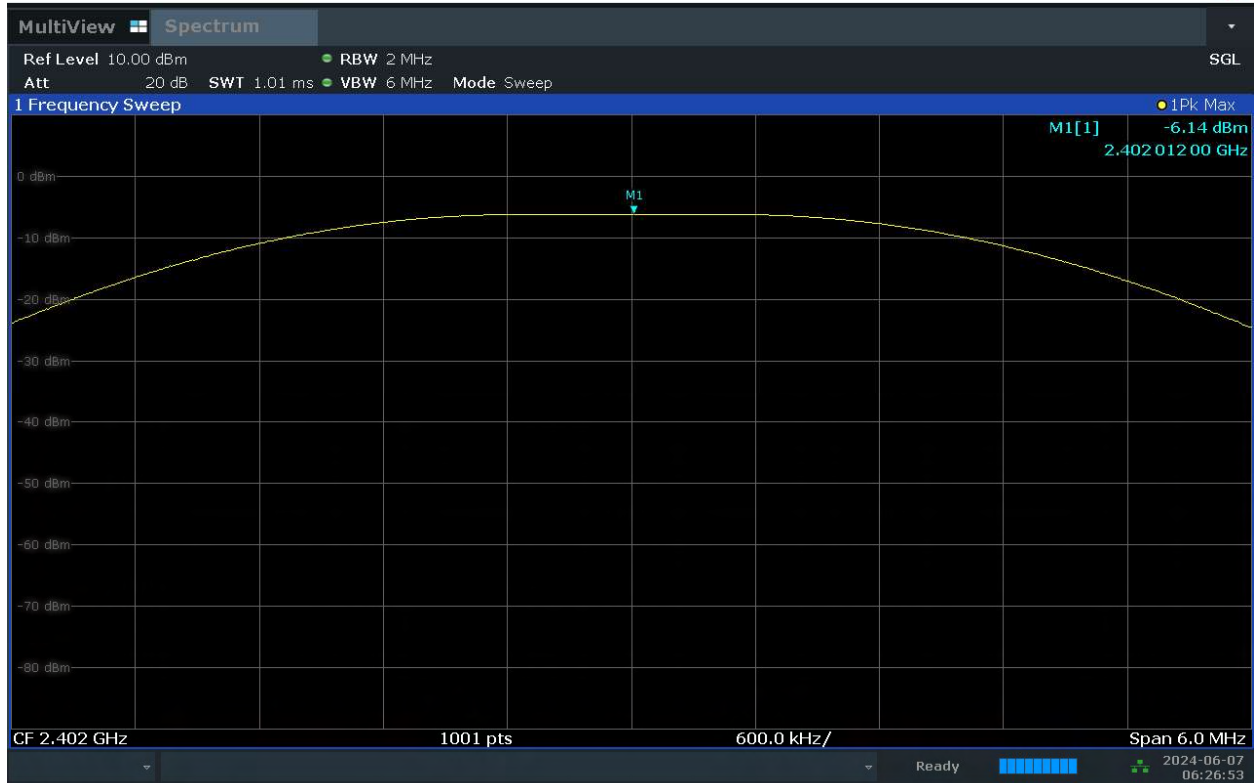 MultiView Spectrum
Ref Level 10.00 dBm RBW 2 MHz SGL
Att 20 dB SWT 1.01 ms VBW 6 MHz Mode Sweep
1 Frequency Sweep 1Pk Max
M1[1] -6.14 dBm
2.402 012 00 GHz
0 dBm
M1
-10 dBm
-20 dBm
-30 dBm
-40 dBm
-50 dBm
-60 dBm
-70 dBm
-80 dBm
CF 2.402 GHz 1001 pts 600.0 kHz/ Span 6.0 MHz
Ready 2024-06-07
06:26:53